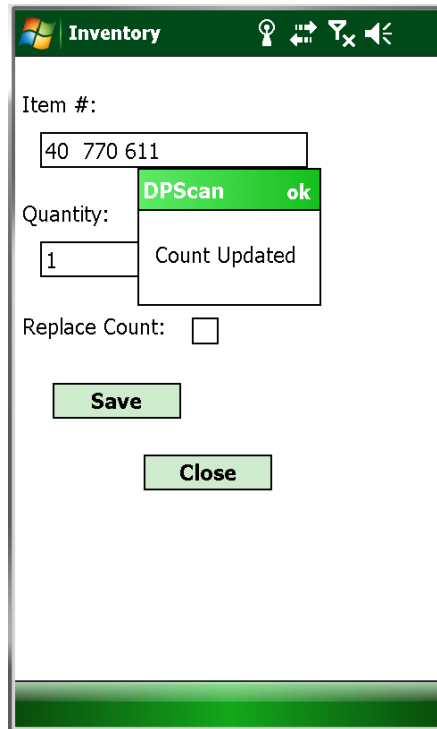 Inventory
Item #:
40  770 611
DPScan ok
Quantity:
1
Count Updated
Replace Count:
Save
Close